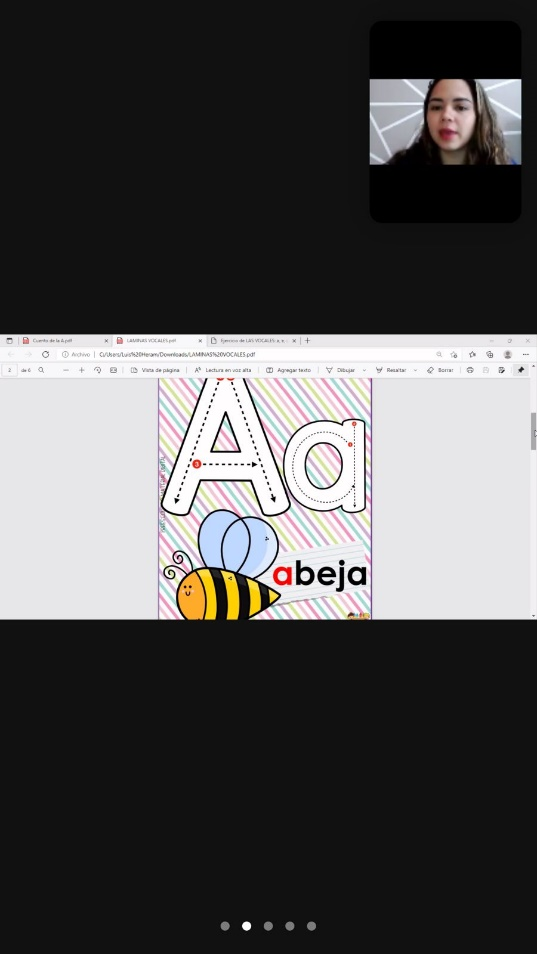 Cuento de la A.pdf
LAMINAS VOCALES.pdf
Ejercicio de LAS VOCALES: a, e, i
Archivo | C:/Users/Luis%20Heram/Downloads/LAMINAS%20VOCALES.pdf
2 de 6 Vista de página Lectura en voz alta Agregar texto Dibujar Resaltar Borrar
A a
3
abeja